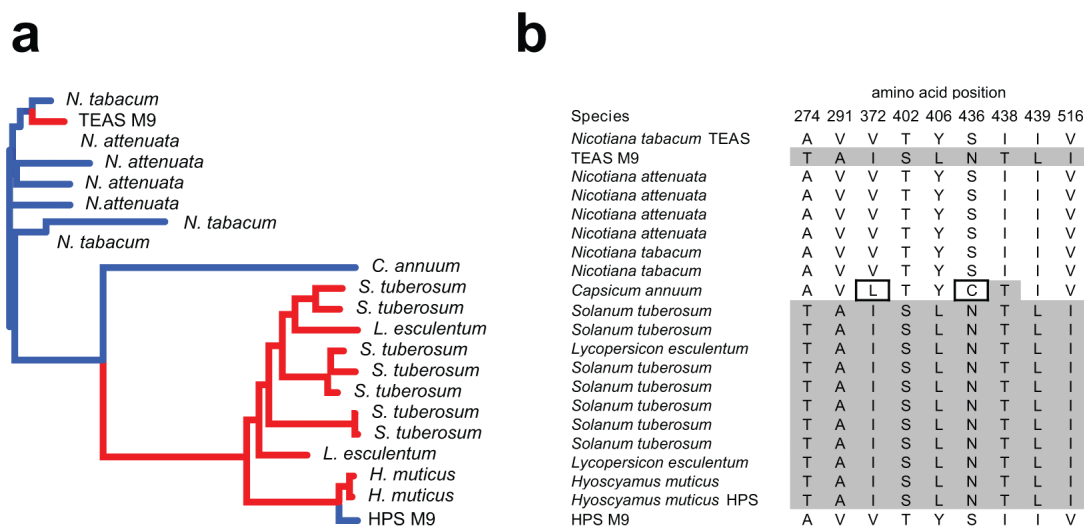 a
N. tabacum
TEAS M9
N. attenuata
N. attenuata
N. attenuata
N.attenuata
N. tabacum
N. tabacum
C. annuum
S. tuberosum
S. tuberosum
L. esculentum
S. tuberosum
S. tuberosum
S. tuberosum
S. tuberosum
S. tuberosum
L. esculentum
H. muticus
H. muticus
HPS M9
b
amino acid position
Species 274 291 372 402 406 436 438 439 516
Nicotiana tabacum TEAS A V V T Y S I I V
TEAS M9 T A I S L N T L I
Nicotiana attenuata A V V T Y S I I V
Nicotiana attenuata A V V T Y S I I V
Nicotiana attenuata A V V T Y S I I V
Nicotiana attenuata A V V T Y S I I V
Nicotiana tabacum A V V T Y S I I V
Nicotiana tabacum A V V T Y S I I V
Capsicum annuum A V L T Y C T I V
Solanum tuberosum T A I S L N T L I
Solanum tuberosum T A I S L N T L I
Lycopersicon esculentum T A I S L N T L I
Solanum tuberosum T A I S L N T L I
Solanum tuberosum T A I S L N T L I
Solanum tuberosum T A I S L N T L I
Solanum tuberosum T A I S L N T L I
Solanum tuberosum T A I S L N T L I
Lycopersicon esculentum T A I S L N T L I
Hyoscyamus muticus T A I S L N T L I
Hyoscyamus muticus HPS T A I S L N T L I
HPS M9 A V V T Y S I I V